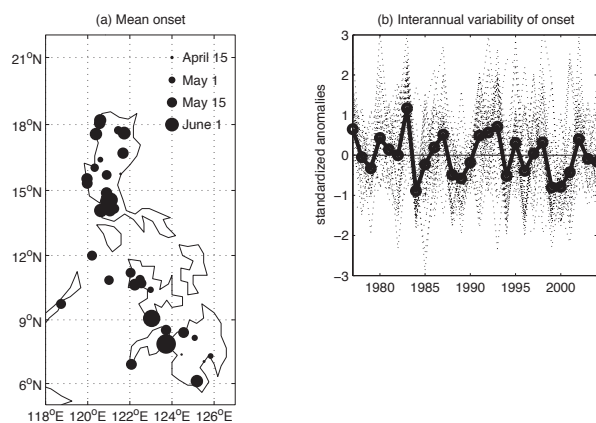 (a) Mean onset
21°N
18°N
15°N
12°N
9°N
6°N
118°E 120°E 122°E 124°E 126°E
April 15
May 1
May 15
June 1
(b) Interannual variability of onset
standardized anomalies
3
2
1
0
−1
−2
−3
1980 1985 1990 1995 2000